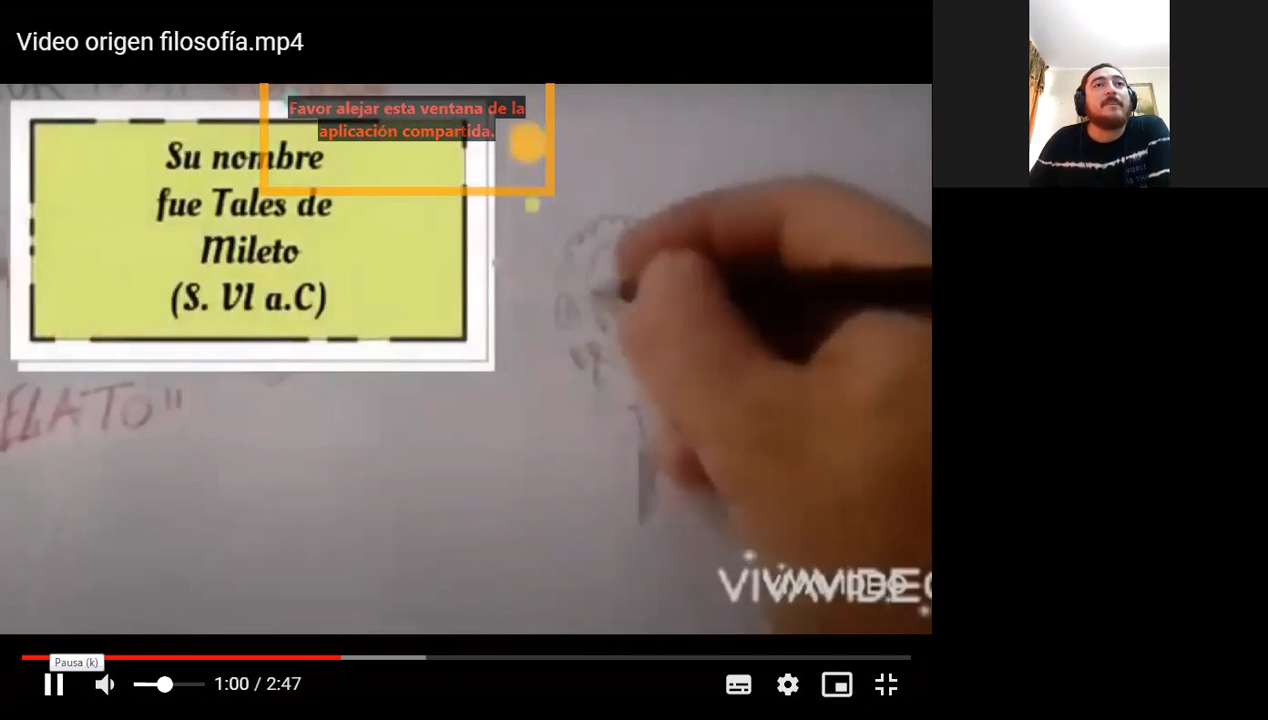 Video origen filosofía.mp4
Favor alejar esta ventana de la
aplicación compartida.
Su nombre
fue Tales de
Mileto
(S. VI a.C)
ELATO"
VIVAVIDEO
Pausa (k)
1:00 / 2:47